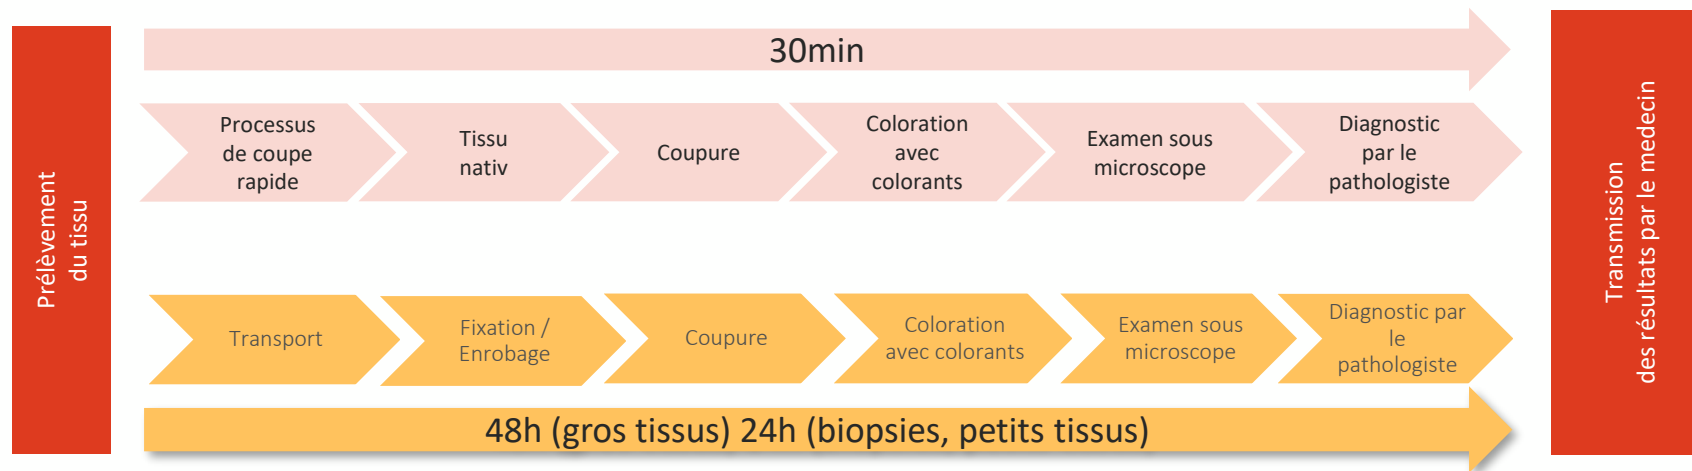 Prélèvement
du tissu
30min
Processus
de coupe
rapide
Tissu
nativ
Coupure
Coloration
avec
colorants
Examen sous
microscope
Diagnostic
par le
pathologiste
Transport
Fixation /
Enrobage
Coupure
Coloration
avec colorants
Examen sous
microscope
Diagnostic par
le
pathologiste
48h (gros tissus) 24h (biopsies, petits tissus)
Transmission
des résultats par le medecin